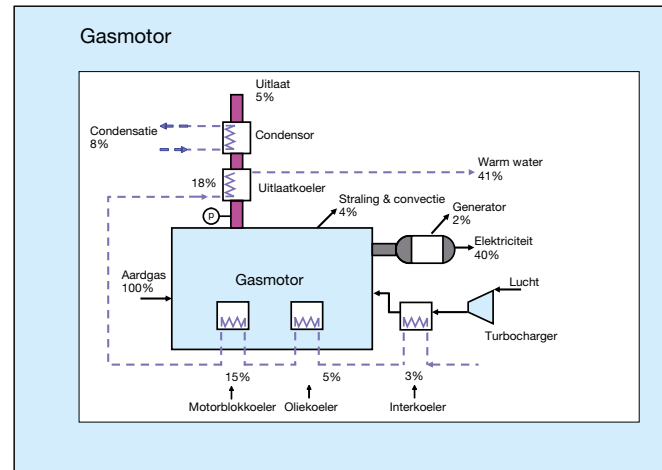 Gasmotor
Uitlaat
5%
Condensatie
8%
Condensor
Warm water
41%
18%
Uitlaatkoeler
Straling & convectie
4%
Generator
2%
P
Elektriciteit
40%
Aardgas
100%
Gasmotor
Lucht
Turbocharger
15%
5%
3%
Motorblokkoeler
Oliekoeler
Interkoeler